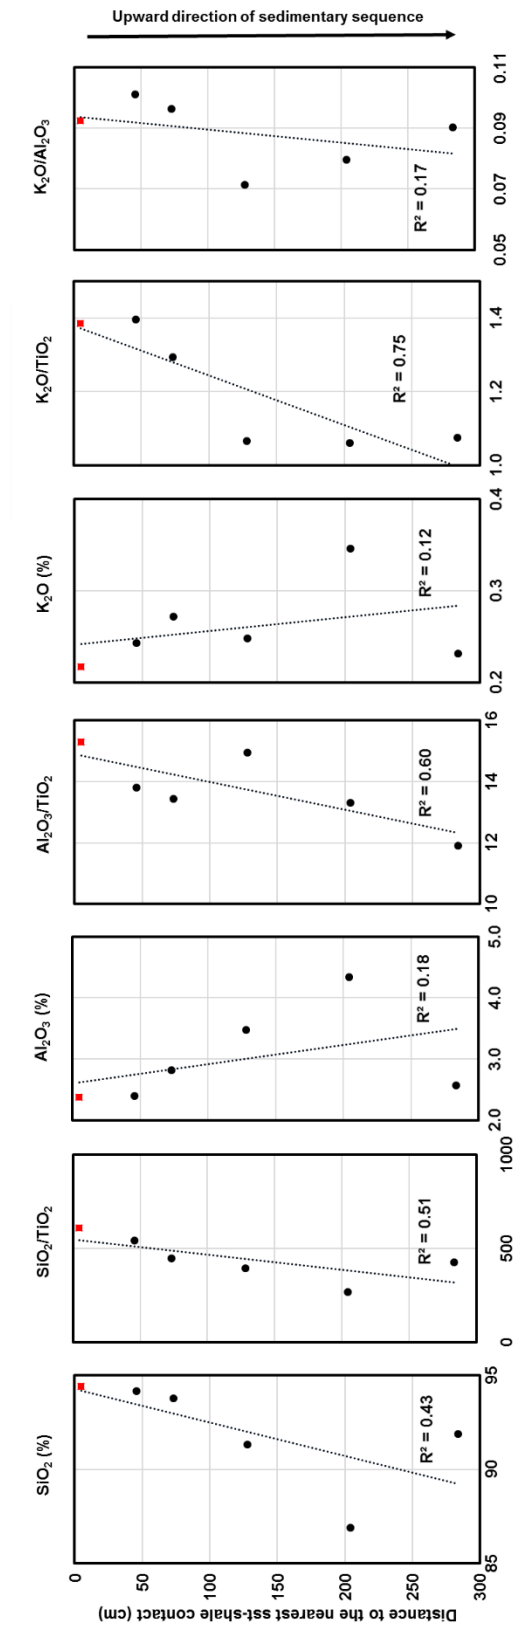 Upward direction of sedimentary sequence
SiO₂ (%)
SiO₂/TiO₂
Al₂O₃ (%)
Al₂O₃/TiO₂
K₂O (%)
K₂O/TiO₂
K₂O/Al₂O₃
Distance to the nearest sst-shale contact (cm)
0
50
100
150
200
250
300
R² = 0.43
85
90
95
R² = 0.51
0
500
1000
R² = 0.18
2.0
3.0
4.0
5.0
R² = 0.60
10
12
14
16
R² = 0.12
0.2
0.3
0.4
R² = 0.75
1.0
1.2
1.4
R² = 0.17
0.05
0.07
0.09
0.11